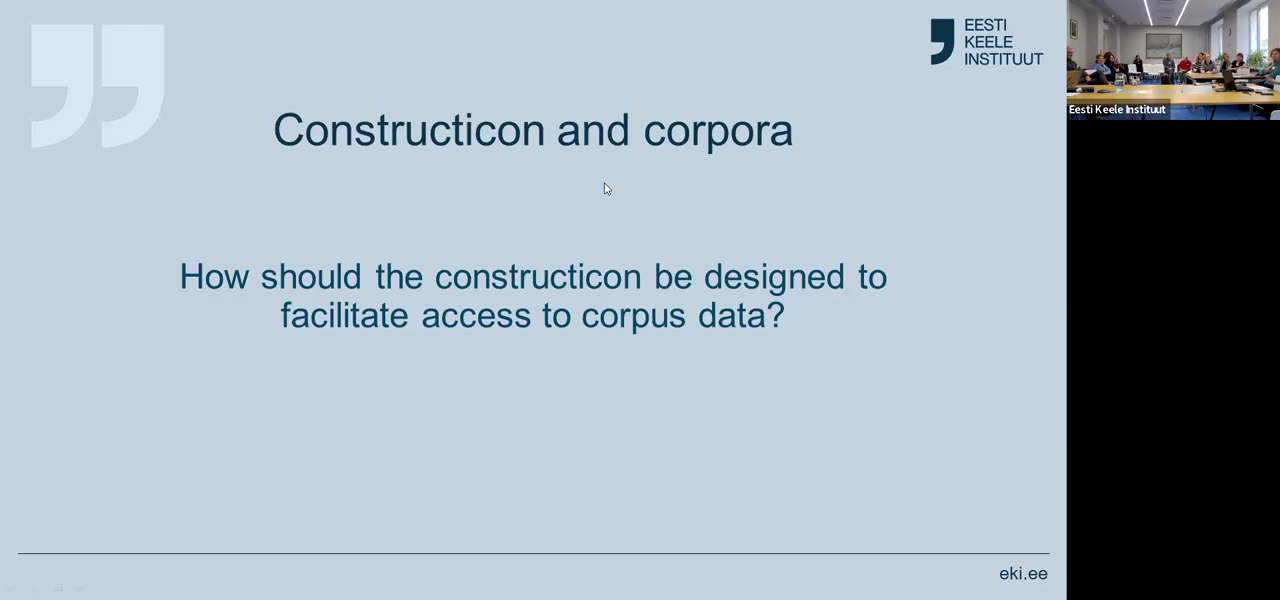 EESTI
KEELE
INSTITUUT
Constructicon and corpora
How should the constructicon be designed to
facilitate access to corpus data?
eki.ee
Eesti Keele Instituut